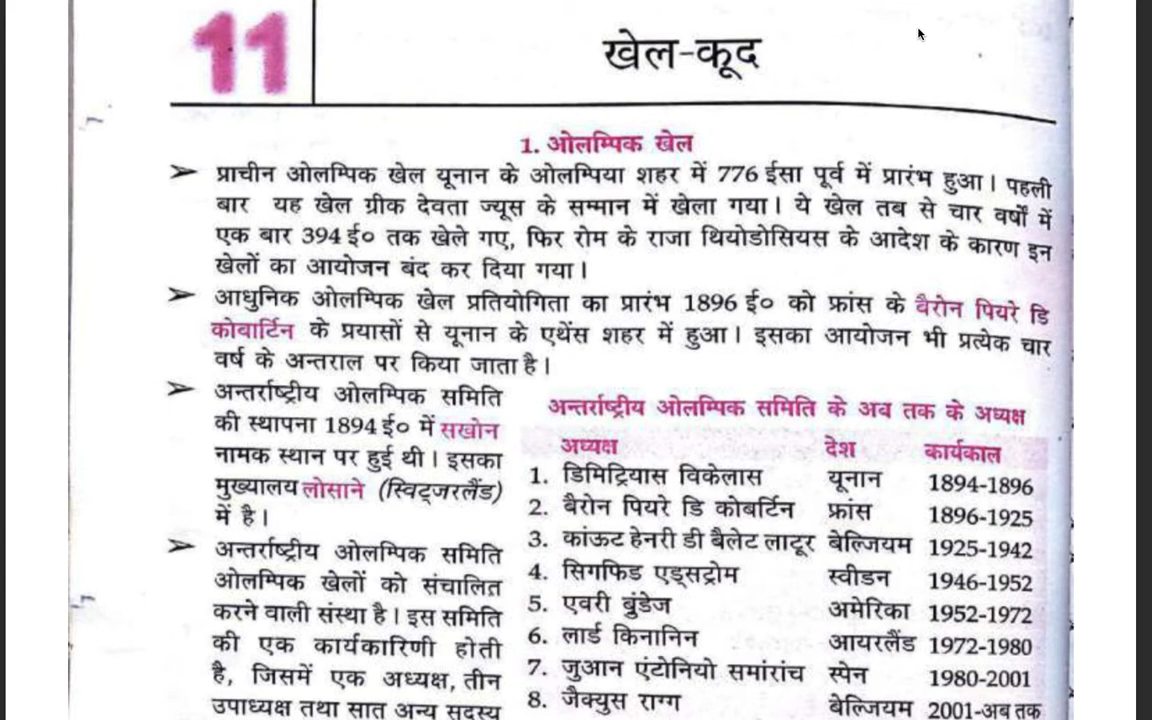 11
खेल-कूद
1. ओलम्पिक खेल
➢ प्राचीन ओलम्पिक खेल यूनान के ओलम्पिया शहर में 776 ईसा पूर्व में प्रारंभ हुआ। पहली
बार यह खेल ग्रीक देवता ज्यूस के सम्मान में खेला गया। ये खेल तब से चार वर्षों में
एक बार 394 ई० तक खेले गए, फिर रोम के राजा थियोडोसियस के आदेश के कारण इन
खेलों का आयोजन बंद कर दिया गया।
➢ आधुनिक ओलम्पिक खेल प्रतियोगिता का प्रारंभ 1896 ई० को फ्रांस के बैरोन पियरे डि
कोबार्टिन के प्रयासों से यूनान के एथेंस शहर में हुआ। इसका आयोजन भी प्रत्येक चार
वर्ष के अन्तराल पर किया जाता है।
➢ अन्तर्राष्ट्रीय ओलम्पिक समिति
की स्थापना 1894 ई० में सखोन
नामक स्थान पर हुई थी। इसका
मुख्यालय लोसाने (स्विट्जरलैंड)
में है।
➢ अन्तर्राष्ट्रीय ओलम्पिक समिति
ओलम्पिक खेलों को संचालित
करने वाली संस्था है। इस समिति
की एक कार्यकारिणी होती
है, जिसमें एक अध्यक्ष, तीन
उपाध्यक्ष तथा सात अन्य सदस्य
अन्तर्राष्ट्रीय ओलम्पिक समिति के अब तक के अध्यक्ष
अध्यक्ष देश कार्यकाल
1. डिमिट्रियास विकेलास यूनान 1894-1896
2. बैरोन पियरे डि कोबर्टिन फ्रांस 1896-1925
3. कांऊट हेनरी डी बैलेट लाटूर बेल्जियम 1925-1942
4. सिगफिड एड्सट्रोम स्वीडन 1946-1952
5. एवरी बुंडेज अमेरिका 1952-1972
6. लार्ड किनानिन आयरलैंड 1972-1980
7. जुआन एंटोनियो समांरांच स्पेन 1980-2001
8. जैक्युस राग्ग बेल्जियम 2001-अब तक